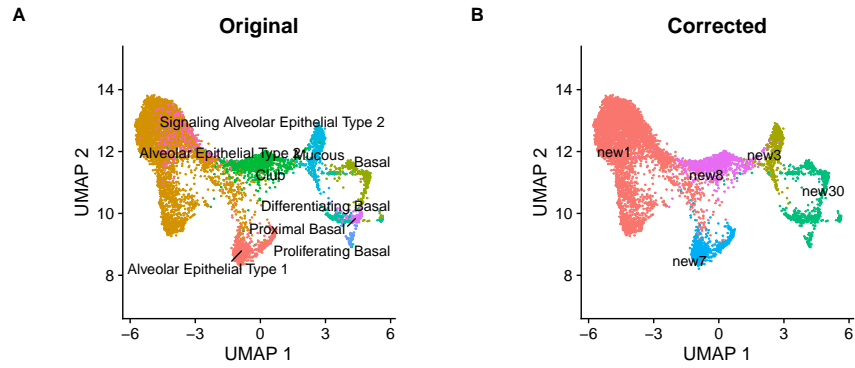 A
Original
UMAP 2
14
12
10
8
Signaling Alveolar Epithelial Type 2
Alveolar Epithelial Type 2
Mucous
Basal
Club
Differentiating Basal
Proximal Basal
Proliferating Basal
Alveolar Epithelial Type 1
−6
−3
0
3
6
UMAP 1
B
Corrected
UMAP 2
14
12
10
8
new1
new3
new8
new30
new7
−6
−3
0
3
6
UMAP 1